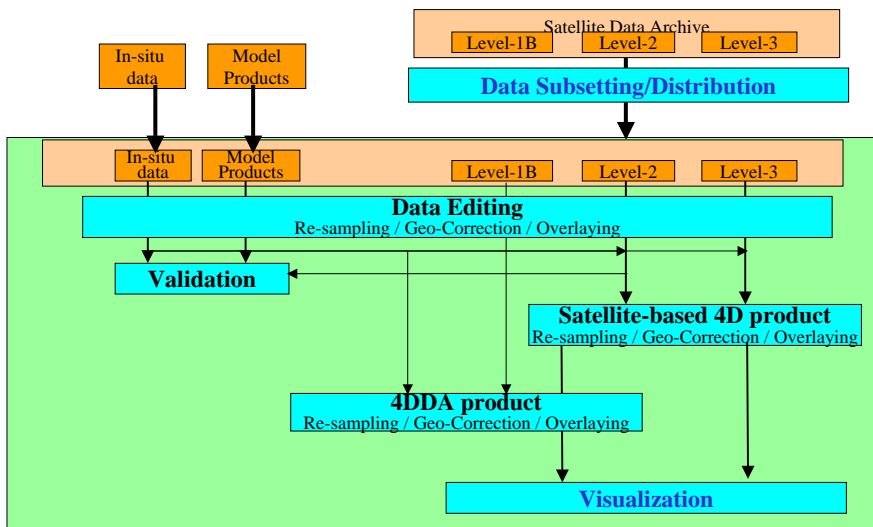 Satellite Data Archive
Level-1B
Level-2
Level-3
In-situ
data
Model
Products
Data Subsetting/Distribution
In-situ
data
Model
Products
Level-1B
Level-2
Level-3
Data Editing
Re-sampling / Geo-Correction / Overlaying
Validation
Satellite-based 4D product
Re-sampling / Geo-Correction / Overlaying
4DDA product
Re-sampling / Geo-Correction / Overlaying
Visualization